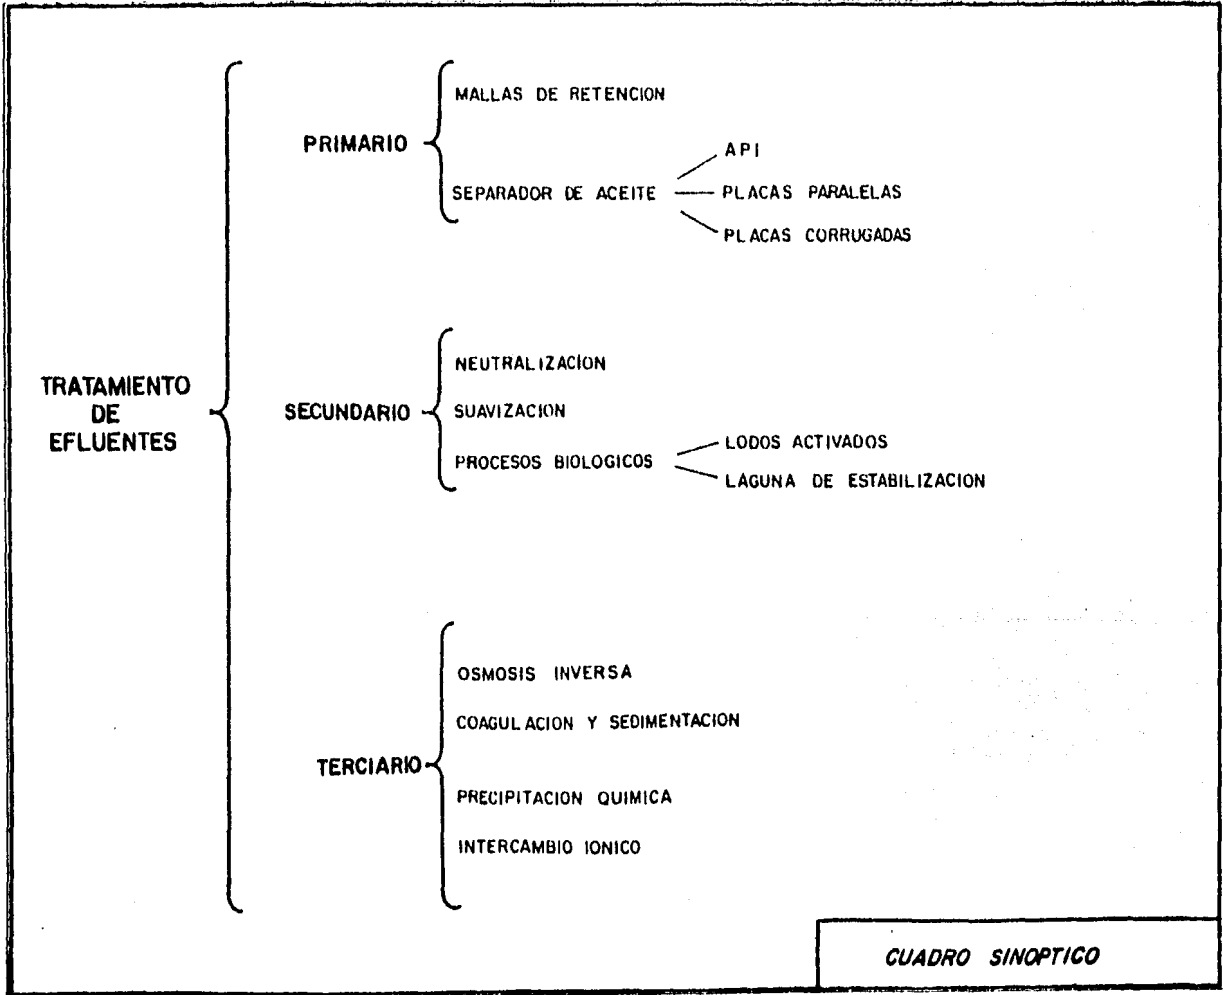 TRATAMIENTO
DE
EFLUENTES
PRIMARIO
MALLAS DE RETENCION
SEPARADOR DE ACEITE
API
PLACAS PARALELAS
PLACAS CORRUGADAS
SECUNDARIO
NEUTRALIZACION
SUAVIZACION
PROCESOS BIOLOGICOS
LODOS ACTIVADOS
LAGUNA DE ESTABILIZACION
TERCIARIO
OSMOSIS INVERSA
COAGULACION Y SEDIMENTACION
PRECIPITACION QUIMICA
INTERCAMBIO IONICO
CUADRO SINOPTICO